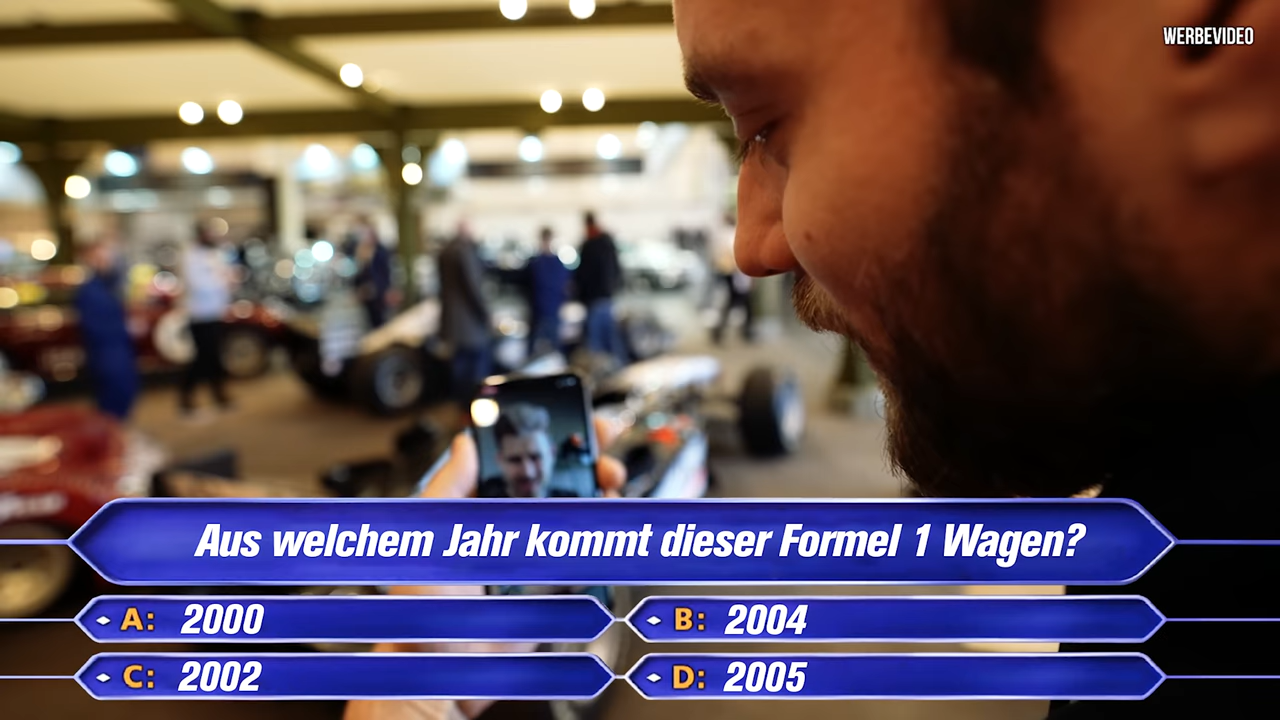 WERBEVIDEO
Aus welchem Jahr kommt dieser Formel 1 Wagen?
A: 2000
B: 2004
C: 2002
D: 2005